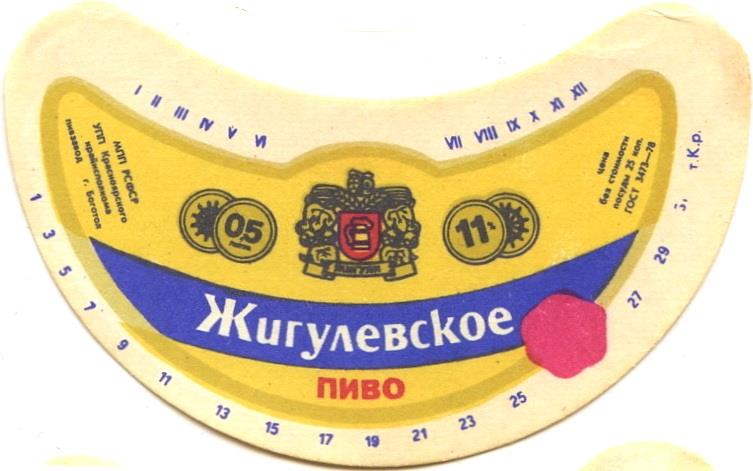 I II III IV V VI
VII VIII IX X XI XII
МПП РСФСР
УПП Красноярского
крайисполкома
пивзавод г. Боготол
цена
без стоимости
посуды 25 коп.
ГОСТ 3473—78
т.К.р.
0,5
литра
11%
Жигулевское
ПИВО
1 3 5 7 9 11 13 15 17 19 21 23 25 27 29